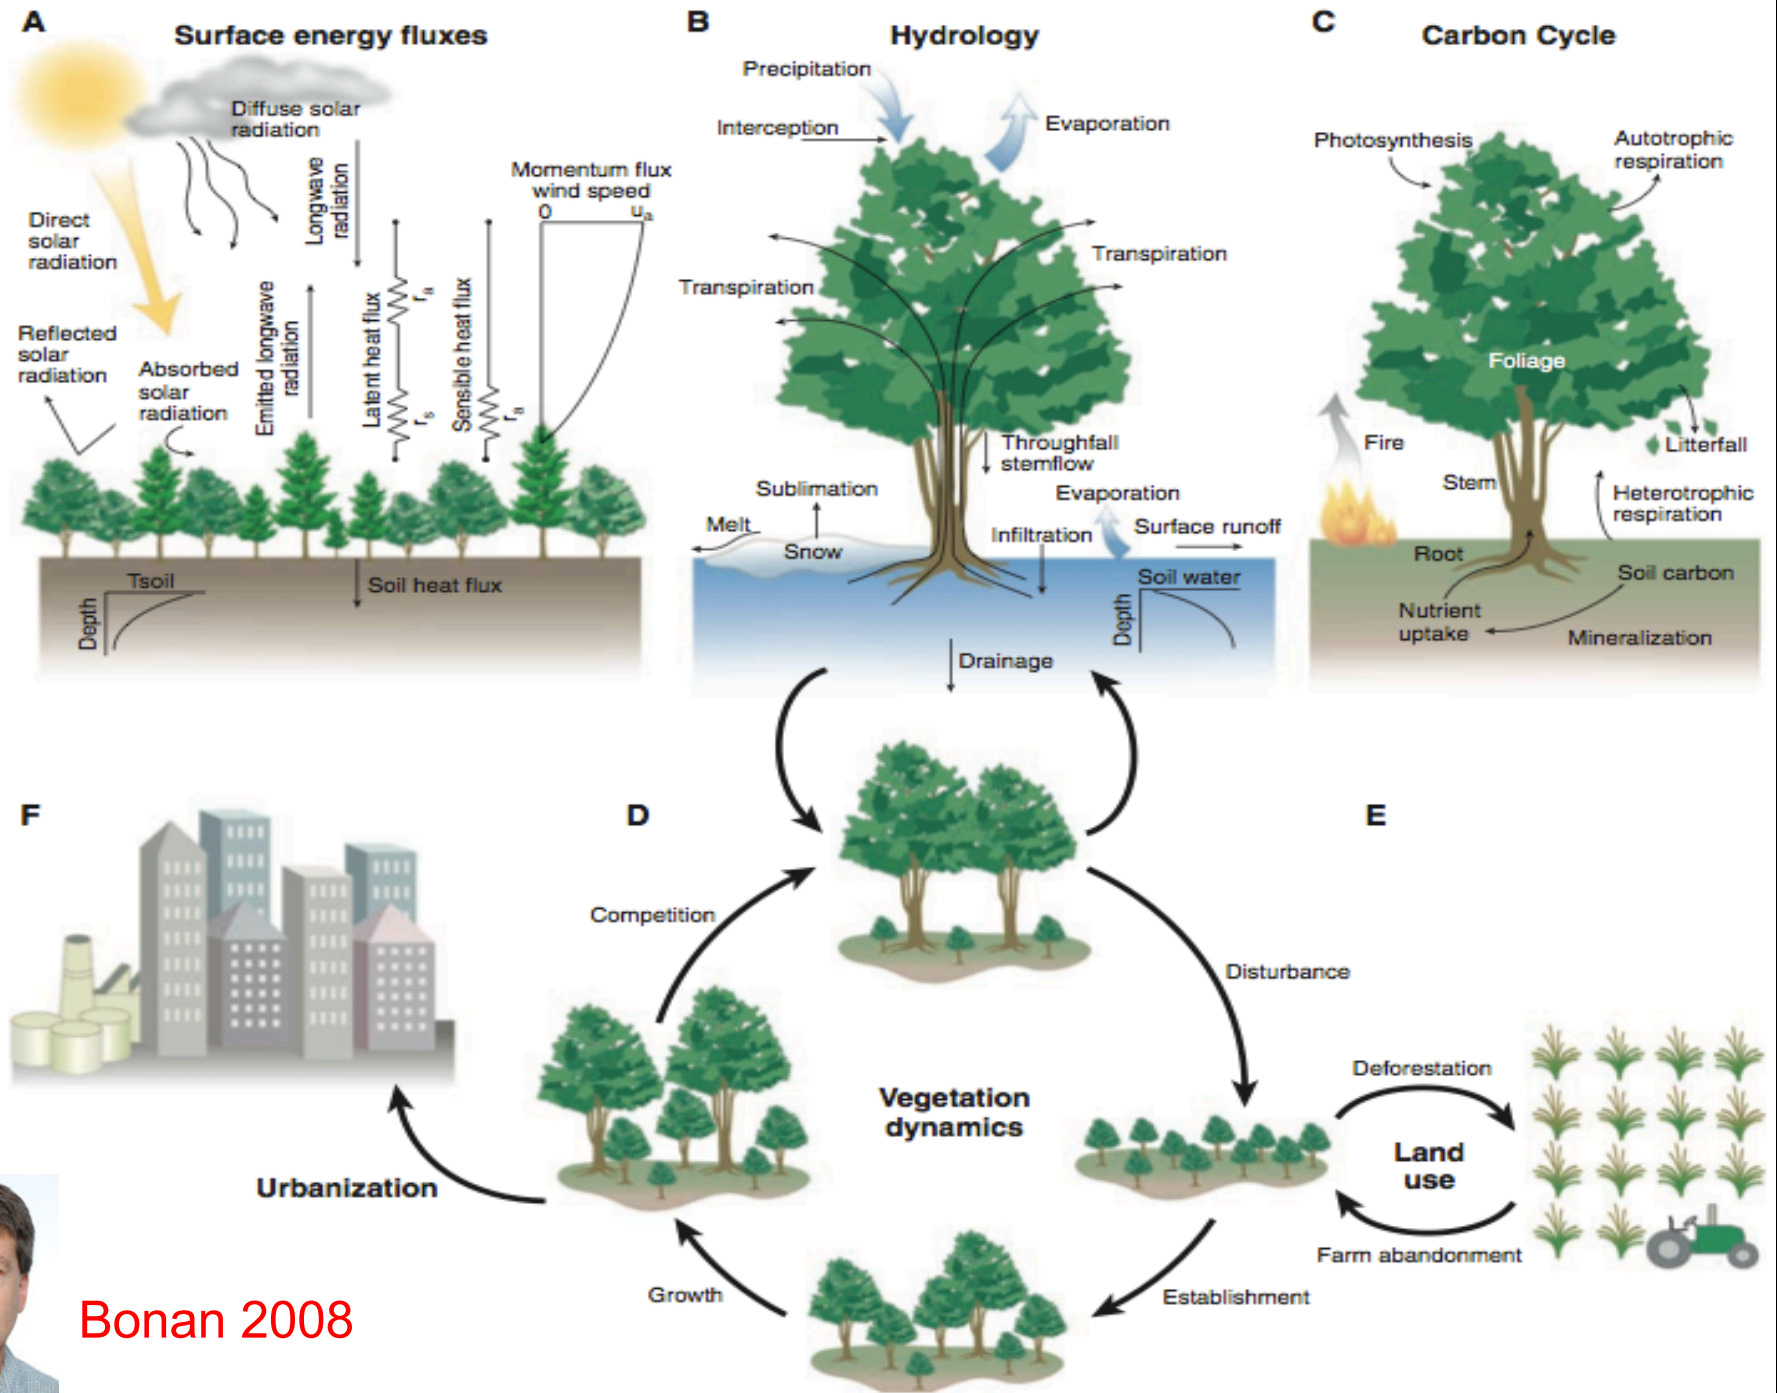 A
Surface energy fluxes
Diffuse solar
radiation
Direct
solar
radiation
Reflected
solar
radiation
Absorbed
solar
radiation
Emitted longwave
radiation
Longwave
radiation
Latent heat flux
ra
rs
Sensible heat flux
ra
Momentum flux
wind speed
0
ua
Tsoil
Depth
Soil heat flux
B
Hydrology
Precipitation
Interception
Evaporation
Transpiration
Transpiration
Throughfall
stemflow
Sublimation
Evaporation
Melt
Snow
Infiltration
Surface runoff
Soil water
Depth
Drainage
C
Carbon Cycle
Photosynthesis
Autotrophic
respiration
Foliage
Fire
Litterfall
Stem
Heterotrophic
respiration
Root
Soil carbon
Nutrient
uptake
Mineralization
F
Urbanization
D
Competition
Disturbance
Vegetation
dynamics
Growth
Establishment
E
Deforestation
Land
use
Farm abandonment
Bonan 2008